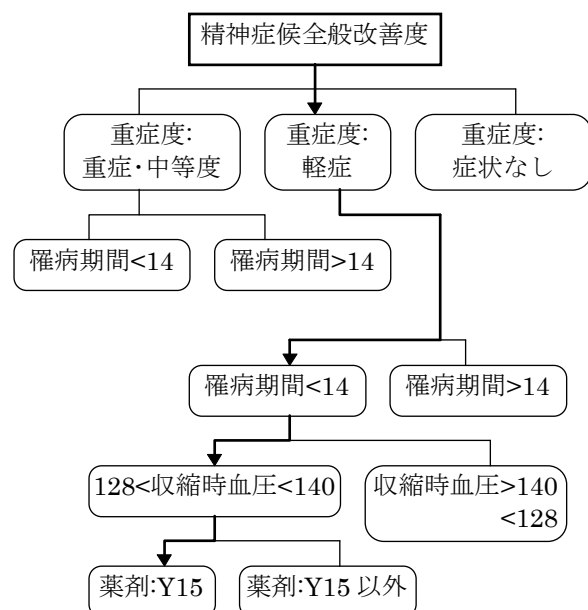 精神症候全般改善度
重症度:
重症・中等度
重症度:
軽症
重症度:
症状なし
罹病期間<14
罹病期間>14
罹病期間<14
罹病期間>14
128<収縮時血圧<140
収縮時血圧>140
<128
薬剤:Y15
薬剤:Y15 以外